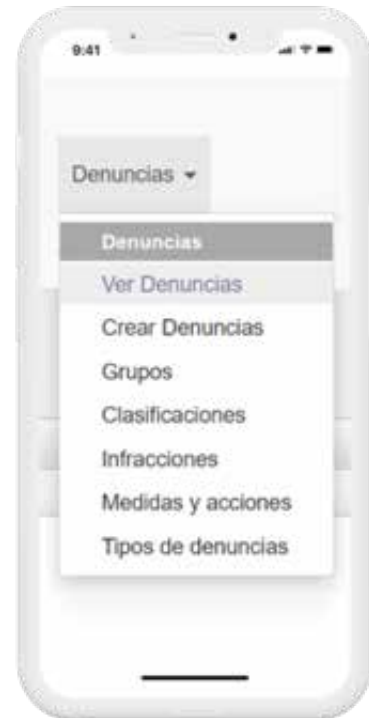 9:41
Denuncias
Denuncias
Ver Denuncias
Crear Denuncias
Grupos
Clasificaciones
Infracciones
Medidas y acciones
Tipos de denuncias